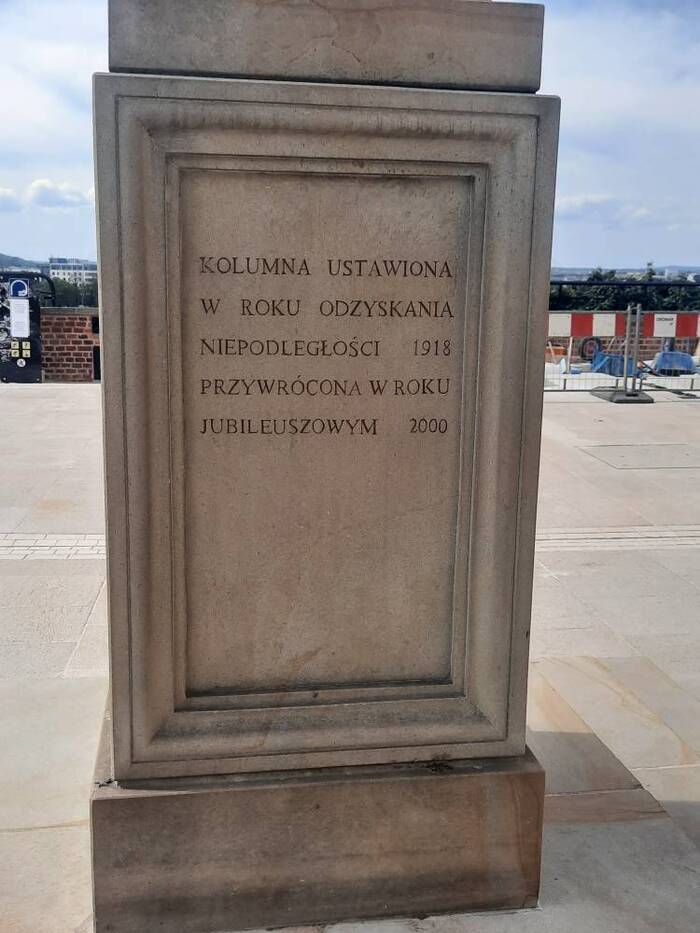 KOLUMNA USTAWIONA
W ROKU ODZYSKANIA
NIEPODLEGŁOŚCI 1918
PRZYWRÓCONA W ROKU
JUBILEUSZOWYM 2000